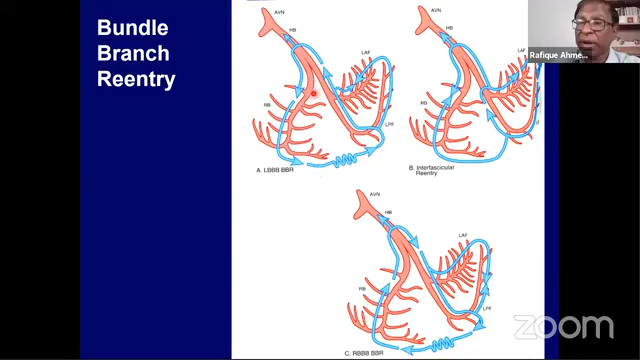 Bundle
Branch
Reentry
AVN
HB
LAF
RB
LPF
A. LBBB BBR
AVN
HB
LAF
RB
LPF
B. Interfascicular
Reentry
AVN
HB
LAF
RB
LPF
C. RBBB BBR
Rafique Ahme...
zoom